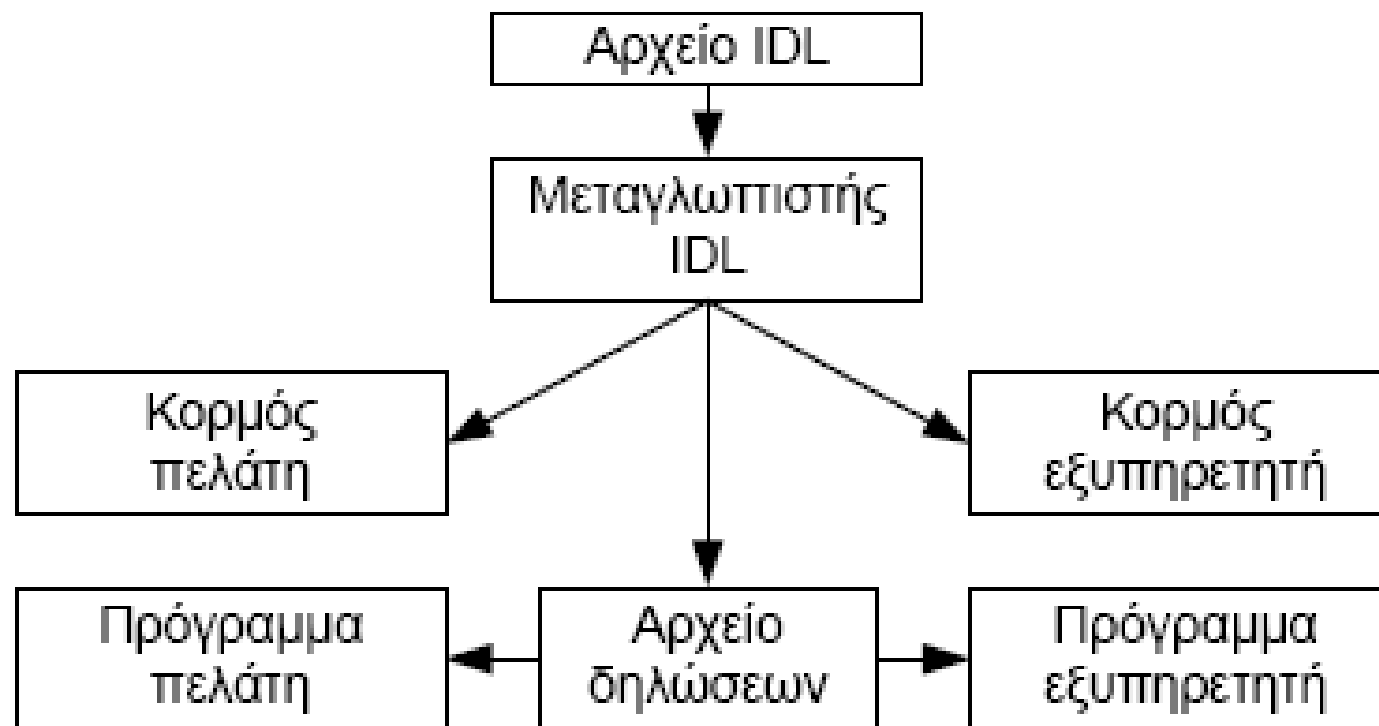 Αρχείο IDL
Μεταγλωττιστής
IDL
Κορμός
πελάτη
Κορμός
εξυπηρετητή
Πρόγραμμα
πελάτη
Αρχείο
δηλώσεων
Πρόγραμμα
εξυπηρετητή